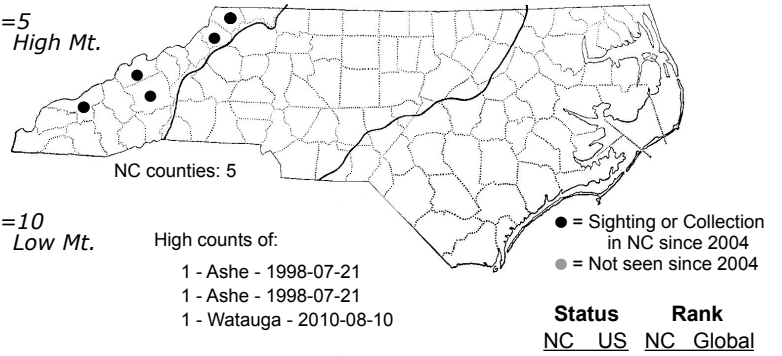 =5
High Mt.
NC counties: 5
=10
Low Mt.
High counts of:
1 - Ashe - 1998-07-21
1 - Ashe - 1998-07-21
1 - Watauga - 2010-08-10
= Sighting or Collection
in NC since 2004
= Not seen since 2004
Status Rank
NC US NC Global